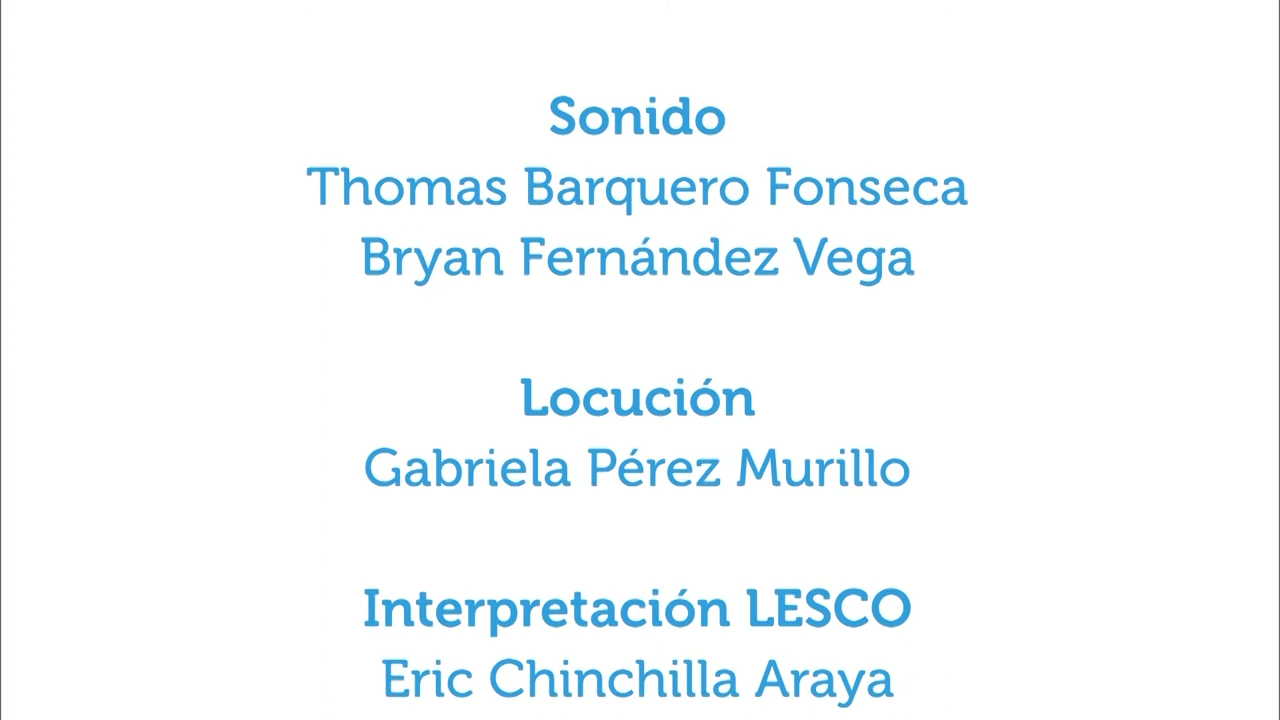 Sonido
Thomas Barquero Fonseca
Bryan Fernández Vega
Locución
Gabriela Pérez Murillo
Interpretación LESCO
Eric Chinchilla Araya